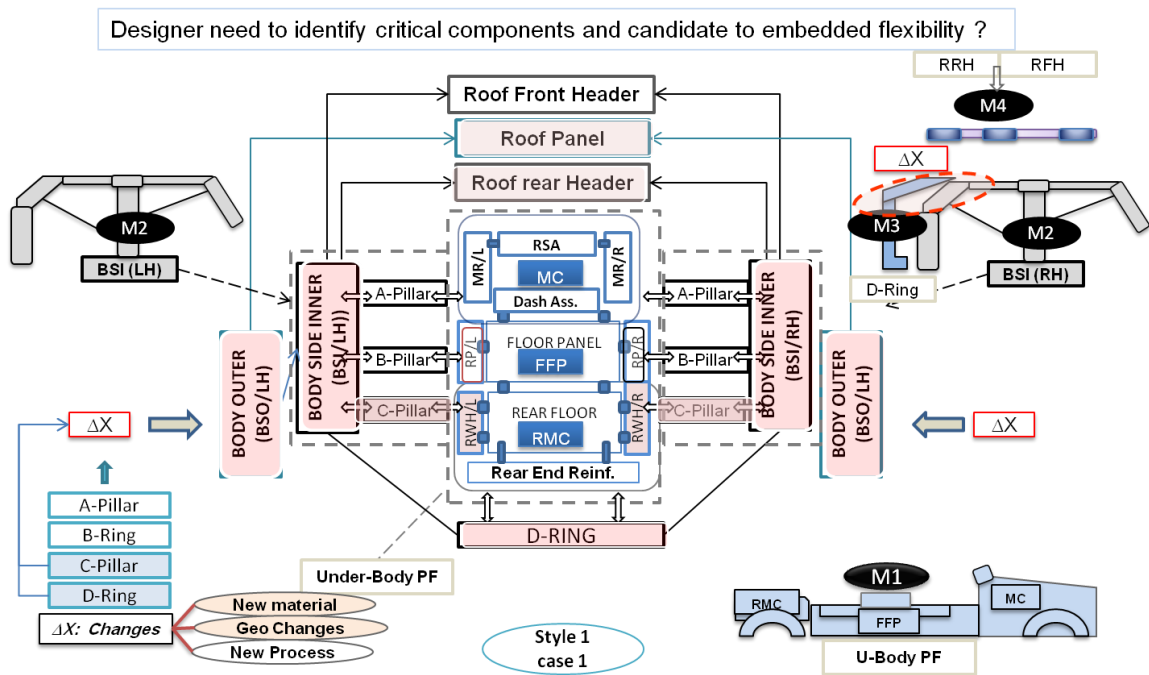 Designer need to identify critical components and candidate to embedded flexibility ?
RRH
RFH
M4
Roof Front Header
Roof Panel
ΔX
Roof rear Header
M2
M3
M2
BSI (LH)
BSI (RH)
D-Ring
MR/L
RSA
MR/R
MC
Dash Ass.
A-Pillar
A-Pillar
BODY SIDE INNER
(BSI/LH))
BODY SIDE INNER
(BSI/RH)
RP/L
FLOOR PANEL
RP/R
FFP
B-Pillar
B-Pillar
BODY OUTER
(BSO/LH)
BODY OUTER
(BSO/LH)
RWH/L
REAR FLOOR
RWH/R
RMC
C-Pillar
C-Pillar
ΔX
ΔX
Rear End Reinf.
A-Pillar
B-Ring
C-Pillar
D-Ring
D-RING
Under-Body PF
ΔX: Changes
New material
Geo Changes
New Process
Style 1
case 1
M1
RMC
FFP
MC
U-Body PF